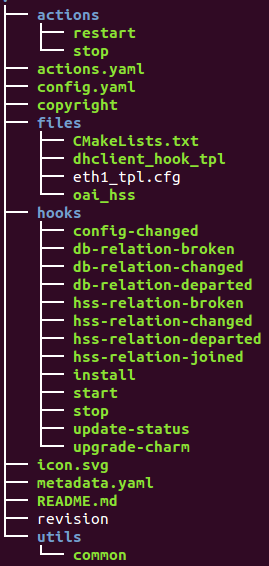 actions
restart
stop
actions.yaml
config.yaml
copyright
files
CMakeLists.txt
dhclient_hook_tpl
eth1_tpl.cfg
oai_hss
hooks
config-changed
db-relation-broken
db-relation-changed
db-relation-departed
hss-relation-broken
hss-relation-changed
hss-relation-departed
hss-relation-joined
install
start
stop
update-status
upgrade-charm
icon.svg
metadata.yaml
README.md
revision
utils
common